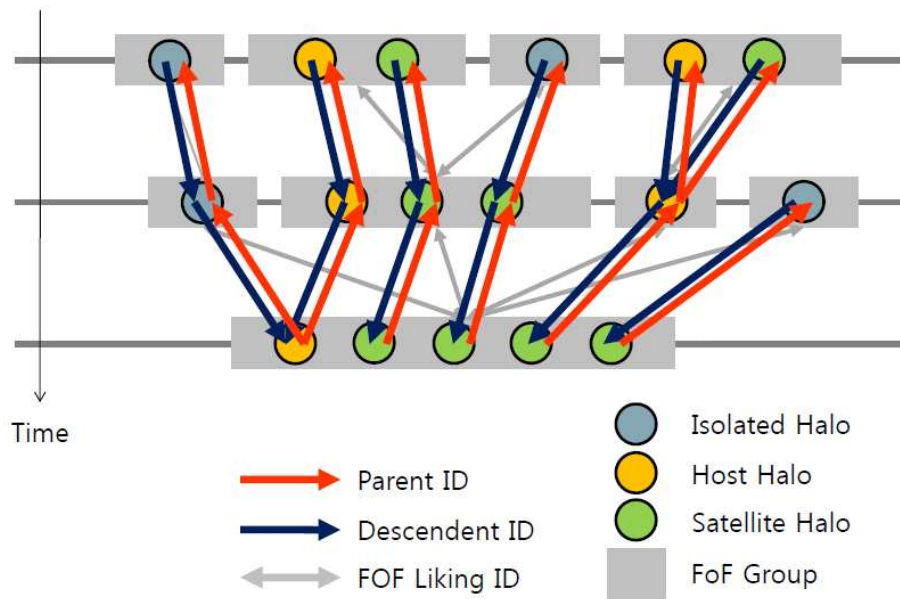 Time
Parent ID
Descendent ID
FOF Liking ID
Isolated Halo
Host Halo
Satellite Halo
FoF Group